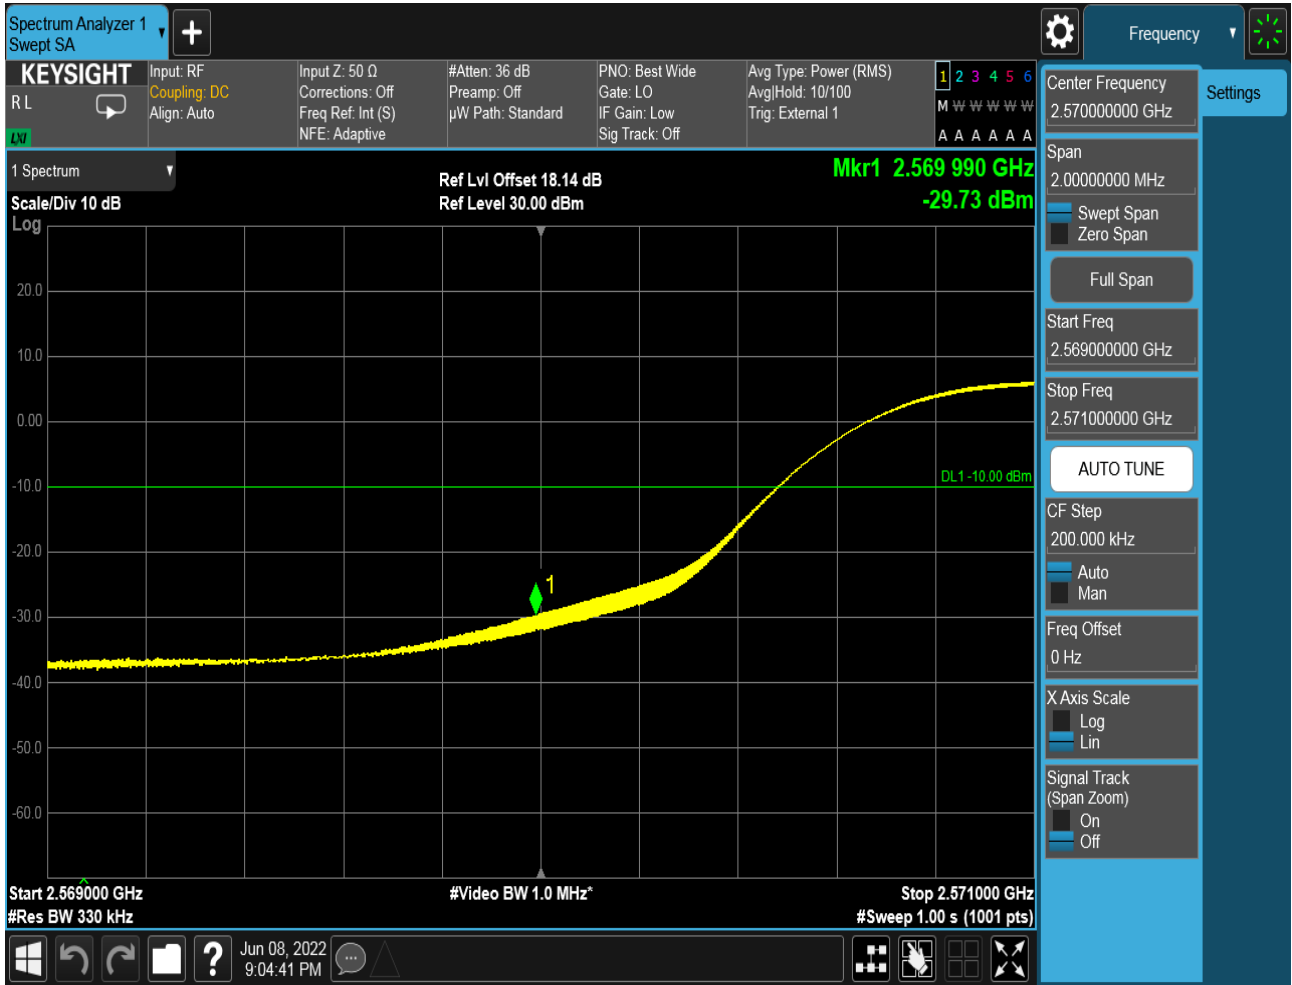 Spectrum Analyzer 1
Swept SA
Frequency
KEYSIGHT
R L
LXI
Input: RF
Coupling: DC
Align: Auto
Input Z: 50 Ω
Corrections: Off
Freq Ref: Int (S)
NFE: Adaptive
#Atten: 36 dB
Preamp: Off
µW Path: Standard
PNO: Best Wide
Gate: LO
IF Gain: Low
Sig Track: Off
Avg Type: Power (RMS)
Avg|Hold: 10/100
Trig: External 1
1 2 3 4 5 6
M W W W W W
A A A A A A
1 Spectrum
Scale/Div 10 dB
Log
Ref Lvl Offset 18.14 dB
Ref Level 30.00 dBm
Mkr1 2.569 990 GHz
-29.73 dBm
20.0
10.0
0.00
-10.0
-20.0
-30.0
-40.0
-50.0
-60.0
DL1 -10.00 dBm
1
Start 2.569000 GHz
#Res BW 330 kHz
#Video BW 1.0 MHz*
Stop 2.571000 GHz
#Sweep 1.00 s (1001 pts)
Center Frequency
2.570000000 GHz
Span
2.00000000 MHz
Swept Span
Zero Span
Full Span
Start Freq
2.569000000 GHz
Stop Freq
2.571000000 GHz
AUTO TUNE
CF Step
200.000 kHz
Auto
Man
Freq Offset
0 Hz
X Axis Scale
Log
Lin
Signal Track
(Span Zoom)
On
Off
Settings
?
Jun 08, 2022
9:04:41 PM